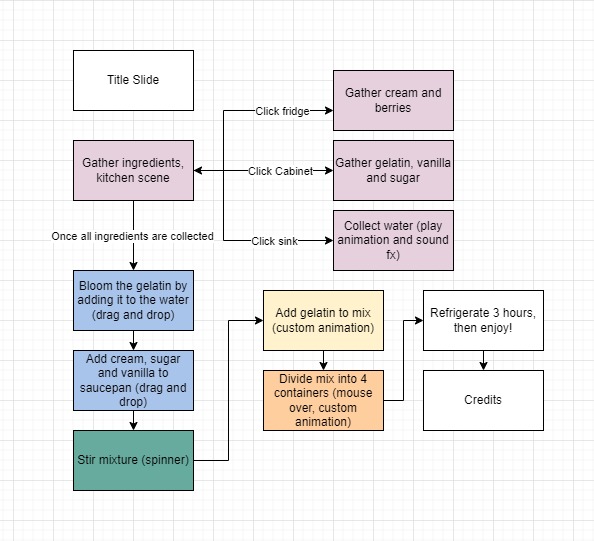 Title Slide
Gather ingredients,
kitchen scene
Click fridge
Gather cream and
berries
Click Cabinet
Gather gelatin, vanilla
and sugar
Click sink
Collect water (play
animation and sound
fx)
Once all ingredients are collected
Bloom the gelatin by
adding it to the water
(drag and drop)
Add cream, sugar
and vanilla to
saucepan (drag and
drop)
Stir mixture (spinner)
Add gelatin to mix
(custom animation)
Divide mix into 4
containers (mouse
over, custom
animation)
Refrigerate 3 hours,
then enjoy!
Credits